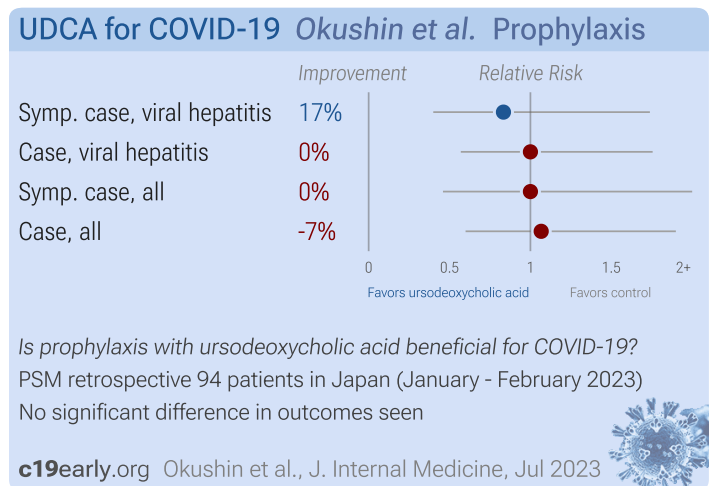 UDCA for COVID-19 Okushin et al. Prophylaxis
Improvement Relative Risk
Symp. case, viral hepatitis 17%
Case, viral hepatitis 0%
Symp. case, all 0%
Case, all -7%
0 0.5 1 1.5 2+
Favors ursodeoxycholic acid Favors control
Is prophylaxis with ursodeoxycholic acid beneficial for COVID-19?
PSM retrospective 94 patients in Japan (January - February 2023)
No significant difference in outcomes seen
c19early.org Okushin et al., J. Internal Medicine, Jul 2023